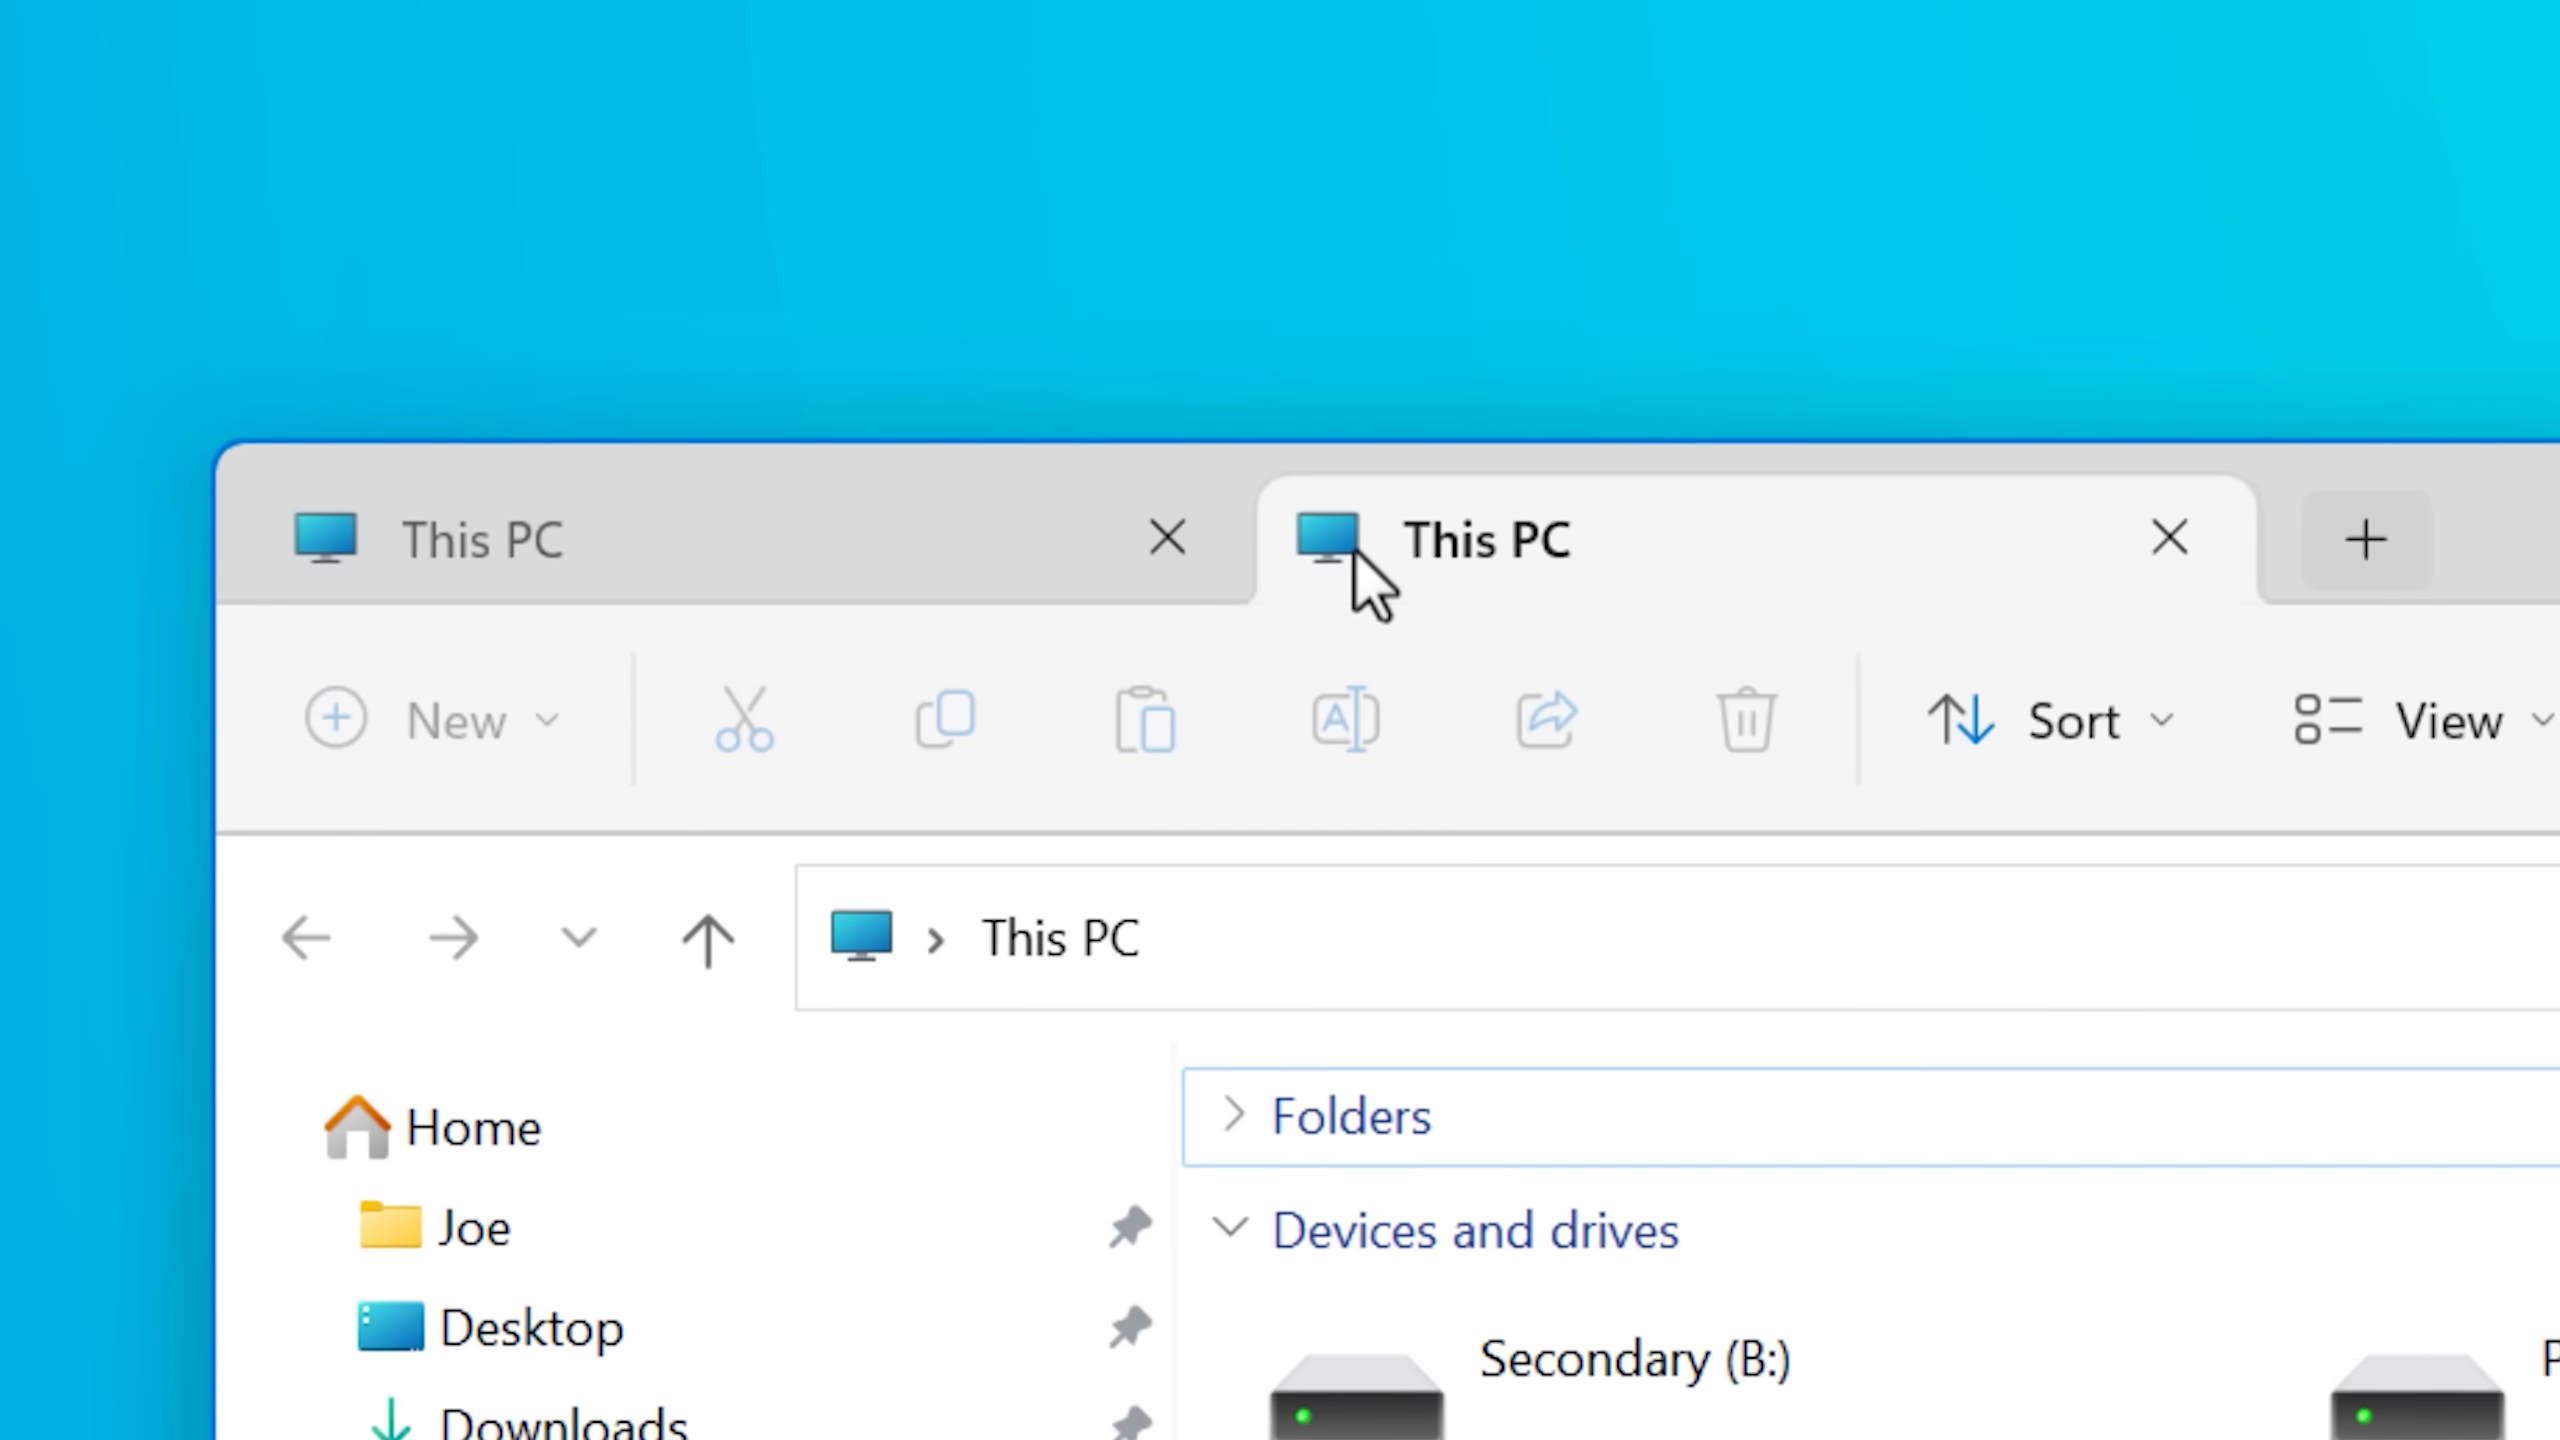 This PC
This PC
New
Sort
View
This PC
Home
Joe
Desktop
Downloads
Folders
Devices and drives
Secondary (B:)